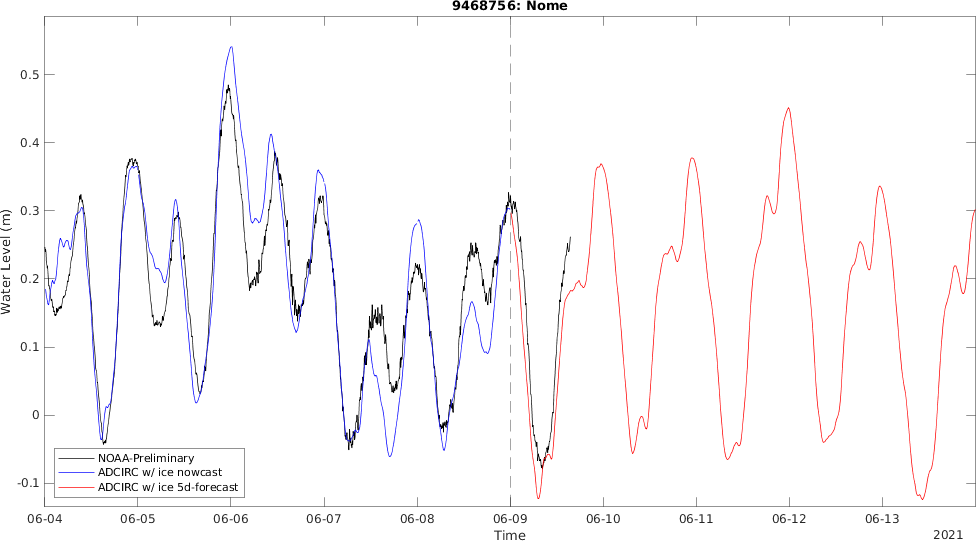 9468756: Nome
Water Level (m)
0.5
0.4
0.3
0.2
0.1
0
-0.1
NOAA-Preliminary
ADCIRC w/ ice nowcast
ADCIRC w/ ice 5d-forecast
06-04 06-05 06-06 06-07 06-08 06-09 06-10 06-11 06-12 06-13
Time
2021